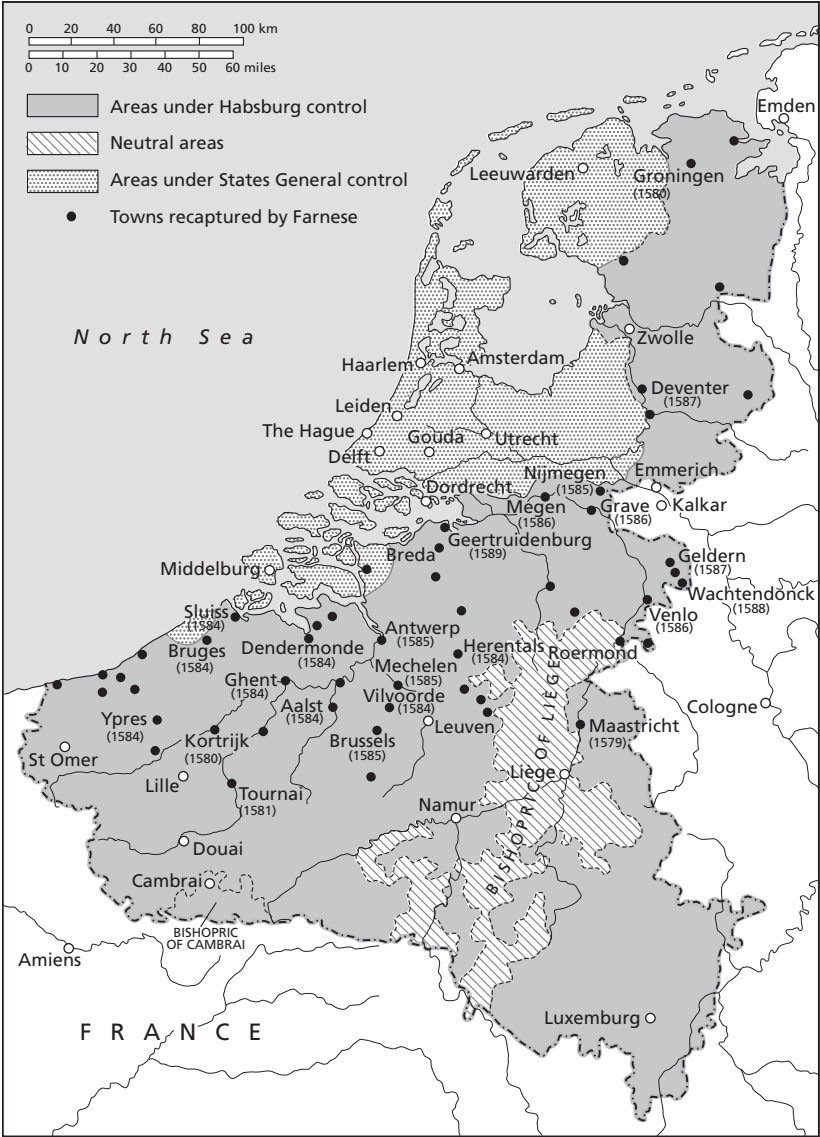 0 20 40 60 80 100 km
0 10 20 30 40 50 60 miles
Areas under Habsburg control
Neutral areas
Areas under States General control
Towns recaptured by Farnese
Emden
Leeuwarden
Groningen
(1580)
North Sea
Zwolle
Haarlem
Amsterdam
Deventer
(1587)
Leiden
The Hague
Gouda
Utrecht
Delft
Emmerich
Nijmegen
(1585)
Dordrecht
Megen
(1586)
Grave
(1586)
Kalkar
Geertruidenburg
(1589)
Breda
Geldern
(1587)
Middelburg
Wachtendonck
(1588)
Sluiss
(1584)
Venlo
(1586)
Antwerp
(1585)
Bruges
(1584)
Dendermonde
(1584)
Herentals
(1584)
Roermond
Mechelen
(1585)
Ghent
(1584)
Vilvoorde
(1584)
Aalst
(1584)
Cologne
Ypres
(1584)
Kortrijk
(1580)
Brussels
(1585)
Leuven
Maastricht
(1579)
St Omer
Lille
Liège
Tournai
(1581)
Namur
BISHOPRIC OF LIÈGE
Douai
Cambrai
BISHOPRIC
OF CAMBRAI
Amiens
Luxemburg
FRANCE